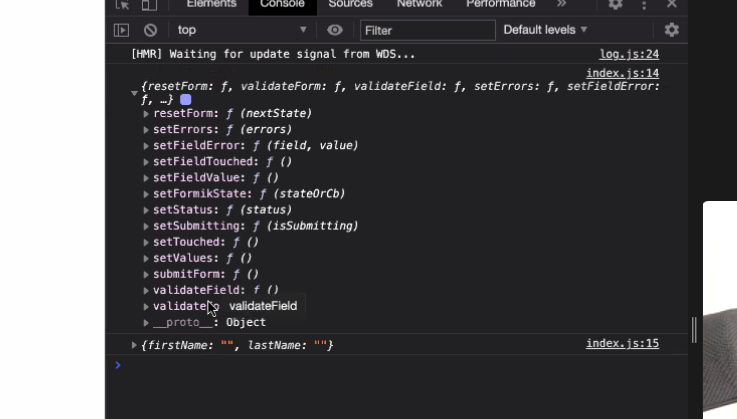 Elements Console Sources Network Performance »
top Filter Default levels
[HMR] Waiting for update signal from WDS... log.js:24
index.js:14
{resetForm: ƒ, validateForm: ƒ, validateField: ƒ, setErrors: ƒ, setFieldError:
ƒ, …}
resetForm: ƒ (nextState)
setErrors: ƒ (errors)
setFieldError: ƒ (field, value)
setFieldTouched: ƒ ()
setFieldValue: ƒ ()
setFormikState: ƒ (stateOrCb)
setStatus: ƒ (status)
setSubmitting: ƒ (isSubmitting)
setTouched: ƒ ()
setValues: ƒ ()
submitForm: ƒ ()
validateField: ƒ ()
validateField
__proto__: Object
{firstName: "", lastName: ""} index.js:15